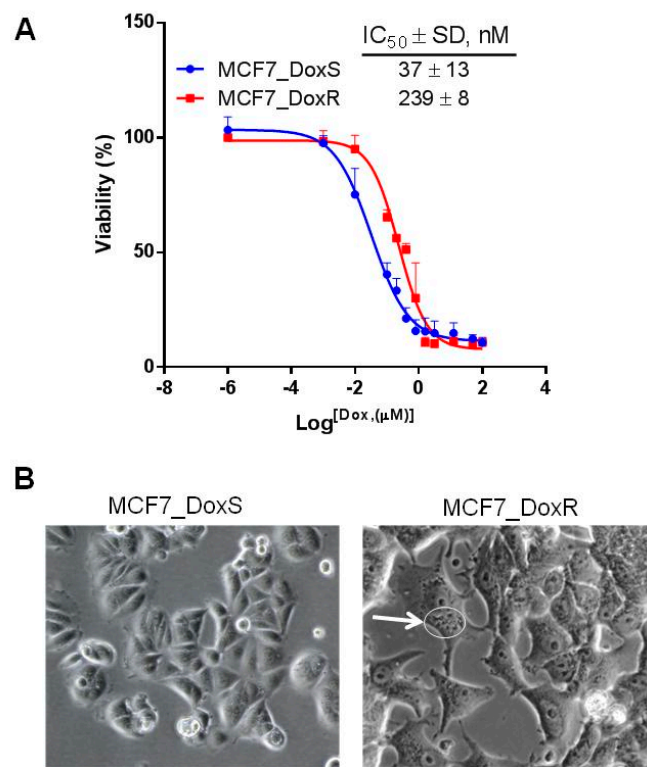 A
IC50 ± SD, nM
MCF7_DoxS 37 ± 13
MCF7_DoxR 239 ± 8
Viability (%)
150
100
50
0
-8 -6 -4 -2 0 2 4
Log[Dox,(μM)]
B
MCF7_DoxS MCF7_DoxR